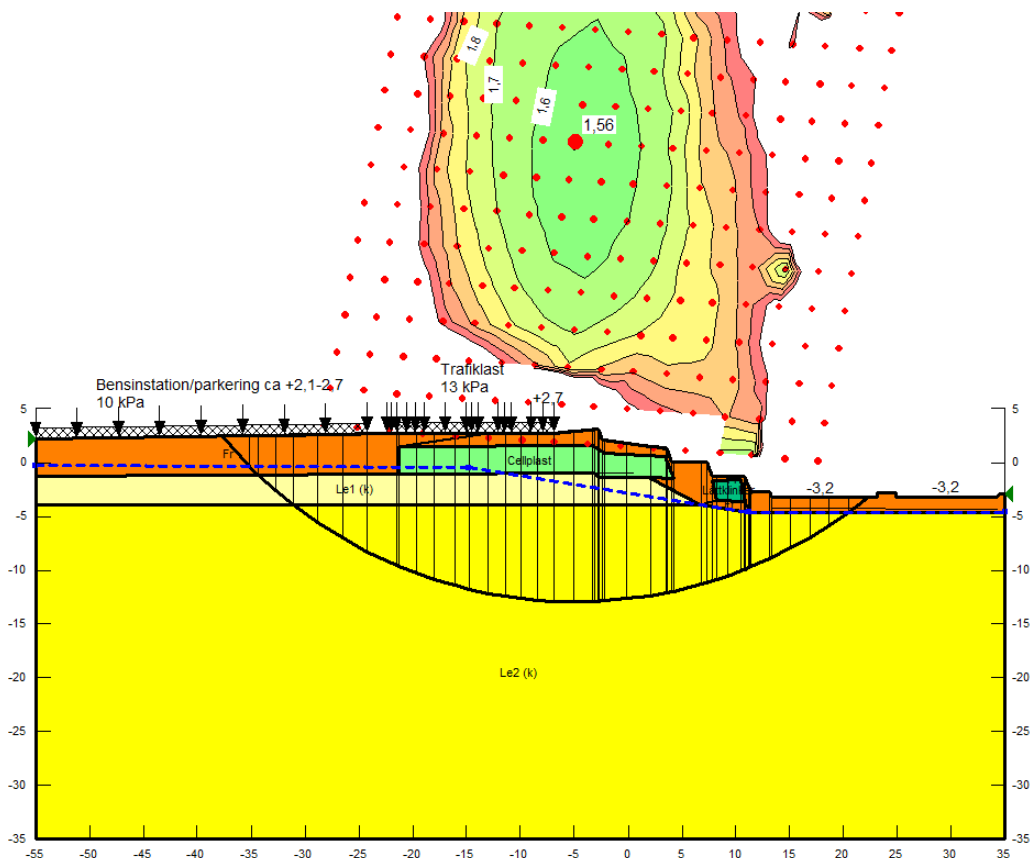 1.8
1,7
1,6
1,56
Bensinstation/parkering ca +2,1-2,7
10 kPa
Trafiklast
13 kPa
+2,7
5
5
Fr
Cellplast
0
0
Le1 (k)
Lättklinker
-3,2
-3,2
-5
-5
-10
-10
-15
-15
Le2 (k)
-20
-20
-25
-25
-30
-30
-35
-35
-55 -50 -45 -40 -35 -30 -25 -20 -15 -10 -5 0 5 10 15 20 25 30 35